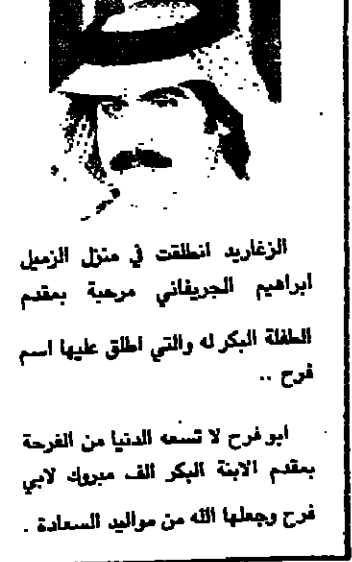 الزغاريد انطلقت في منزل الزميل
ابراهيم الجريفاني مرحبة بمقدم
الطفلة البكر له والتي اطلق عليها اسم
فرح ..
ابو فرح لا تسعه الدنيا من الفرحة
بمقدم الابنة البكر الف مبروك لابي
فرح وجعلها الله من مواليد السعادة .